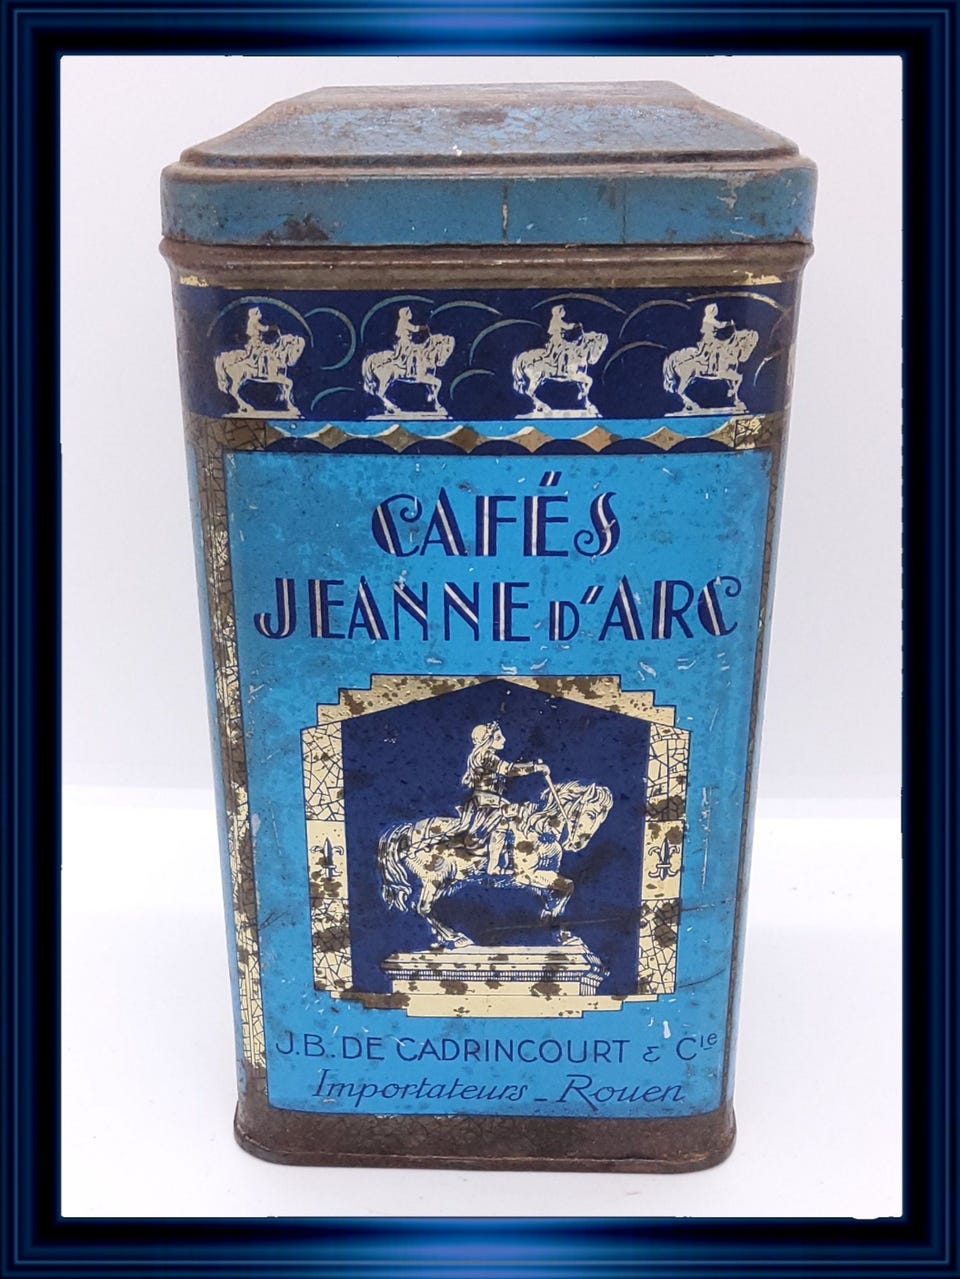 CAFÉS
JEANNE D'ARC
J.B. DE CADRINCOURT & Cie
Importateurs - Rouen